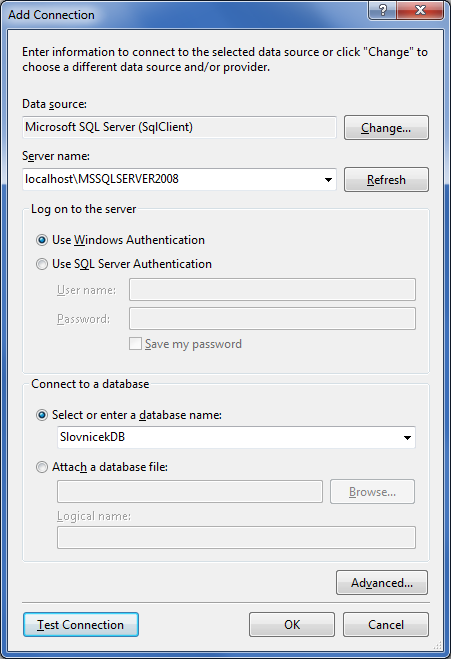 Add Connection
Enter information to connect to the selected data source or click "Change" to
choose a different data source and/or provider.
Data source:
Microsoft SQL Server (SqlClient)
Change...
Server name:
localhost\MSSQLSERVER2008
Refresh
Log on to the server
Use Windows Authentication
Use SQL Server Authentication
User name:
Password:
Save my password
Connect to a database
Select or enter a database name:
SlovnicekDB
Attach a database file:
Browse...
Logical name:
Advanced...
Test Connection
OK
Cancel